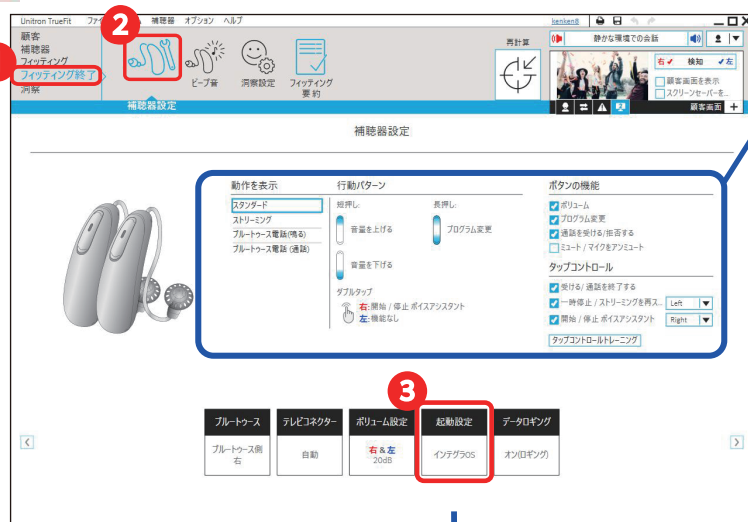 Unitron TrueFit
補聴器 オプション ヘルプ
kenken8
2
顧客
補聴器
フィッティング
フィッティング終了
洞察
ビープ音
洞察設定
フィッティング
要約
再計算
静かな環境での会話
右 検知 左
顧客画面を表示
スクリーンセーバーを...
補聴器設定
顧客画面
補聴器設定
動作を表示
スタンダード
ストリーミング
ブルートゥース電話(鳴る)
ブルートゥース電話 (通話)
行動パターン
短押し:
長押し:
音量を上げる
プログラム変更
音量を下げる
ダブルタップ
右:開始 / 停止 ボイスアシスタント
左:機能なし
ボタンの機能
ボリューム
プログラム変更
通話を受ける/拒否する
ミュート / マイクをアンミュート
タップコントロール
受ける/ 通話を終了する
一時停止 / ストリーミングを再ス... Left
開始 / 停止 ボイスアシスタント Right
タップコントロールトレーニング
3
ブルートゥース
ブルートゥース側
右
テレビコネクター
自動
ボリューム設定
右 & 左
20dB
起動設定
インテグラOS
データロギング
オン(ロギング)